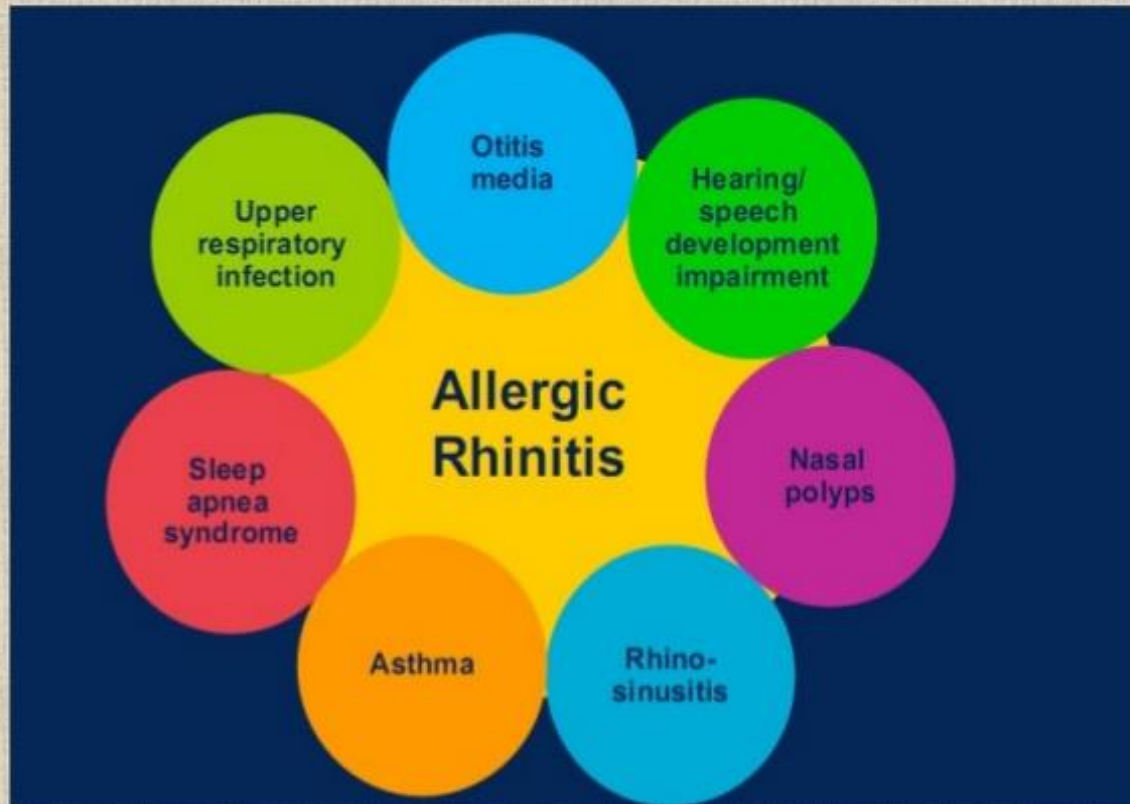 Otitis
media
Hearing/
speech
development
impairment
Upper
respiratory
infection
Allergic
Rhinitis
Nasal
polyps
Sleep
apnea
syndrome
Asthma
Rhino-
sinusitis